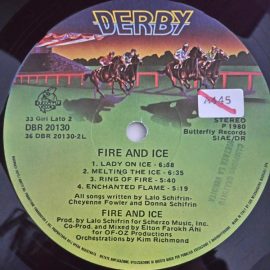 DERBY
33 Giri Lato 2
DBR 20130
36 DBR 20130-2L
STEREO
P 1980
Butterfly Records
SIAE/DR
FIRE AND ICE
1. LADY ON ICE - 6:58
2. MELTING THE ICE - 4:03
3. RING OF FIRE - 5:40
4. ENCHANTED FLAME - 5:19
All songs written by Lalo Schifrin-
Cheyenne Fowler and Donna Schifrin
FIRE AND ICE
Prod. by Lalo Schifrin for Scherzo Music, Inc.
Co-Prod. and Mixed by Elton Farokh Ahi
for OF-OZ Productions
Orchestrations by Kim Richmond